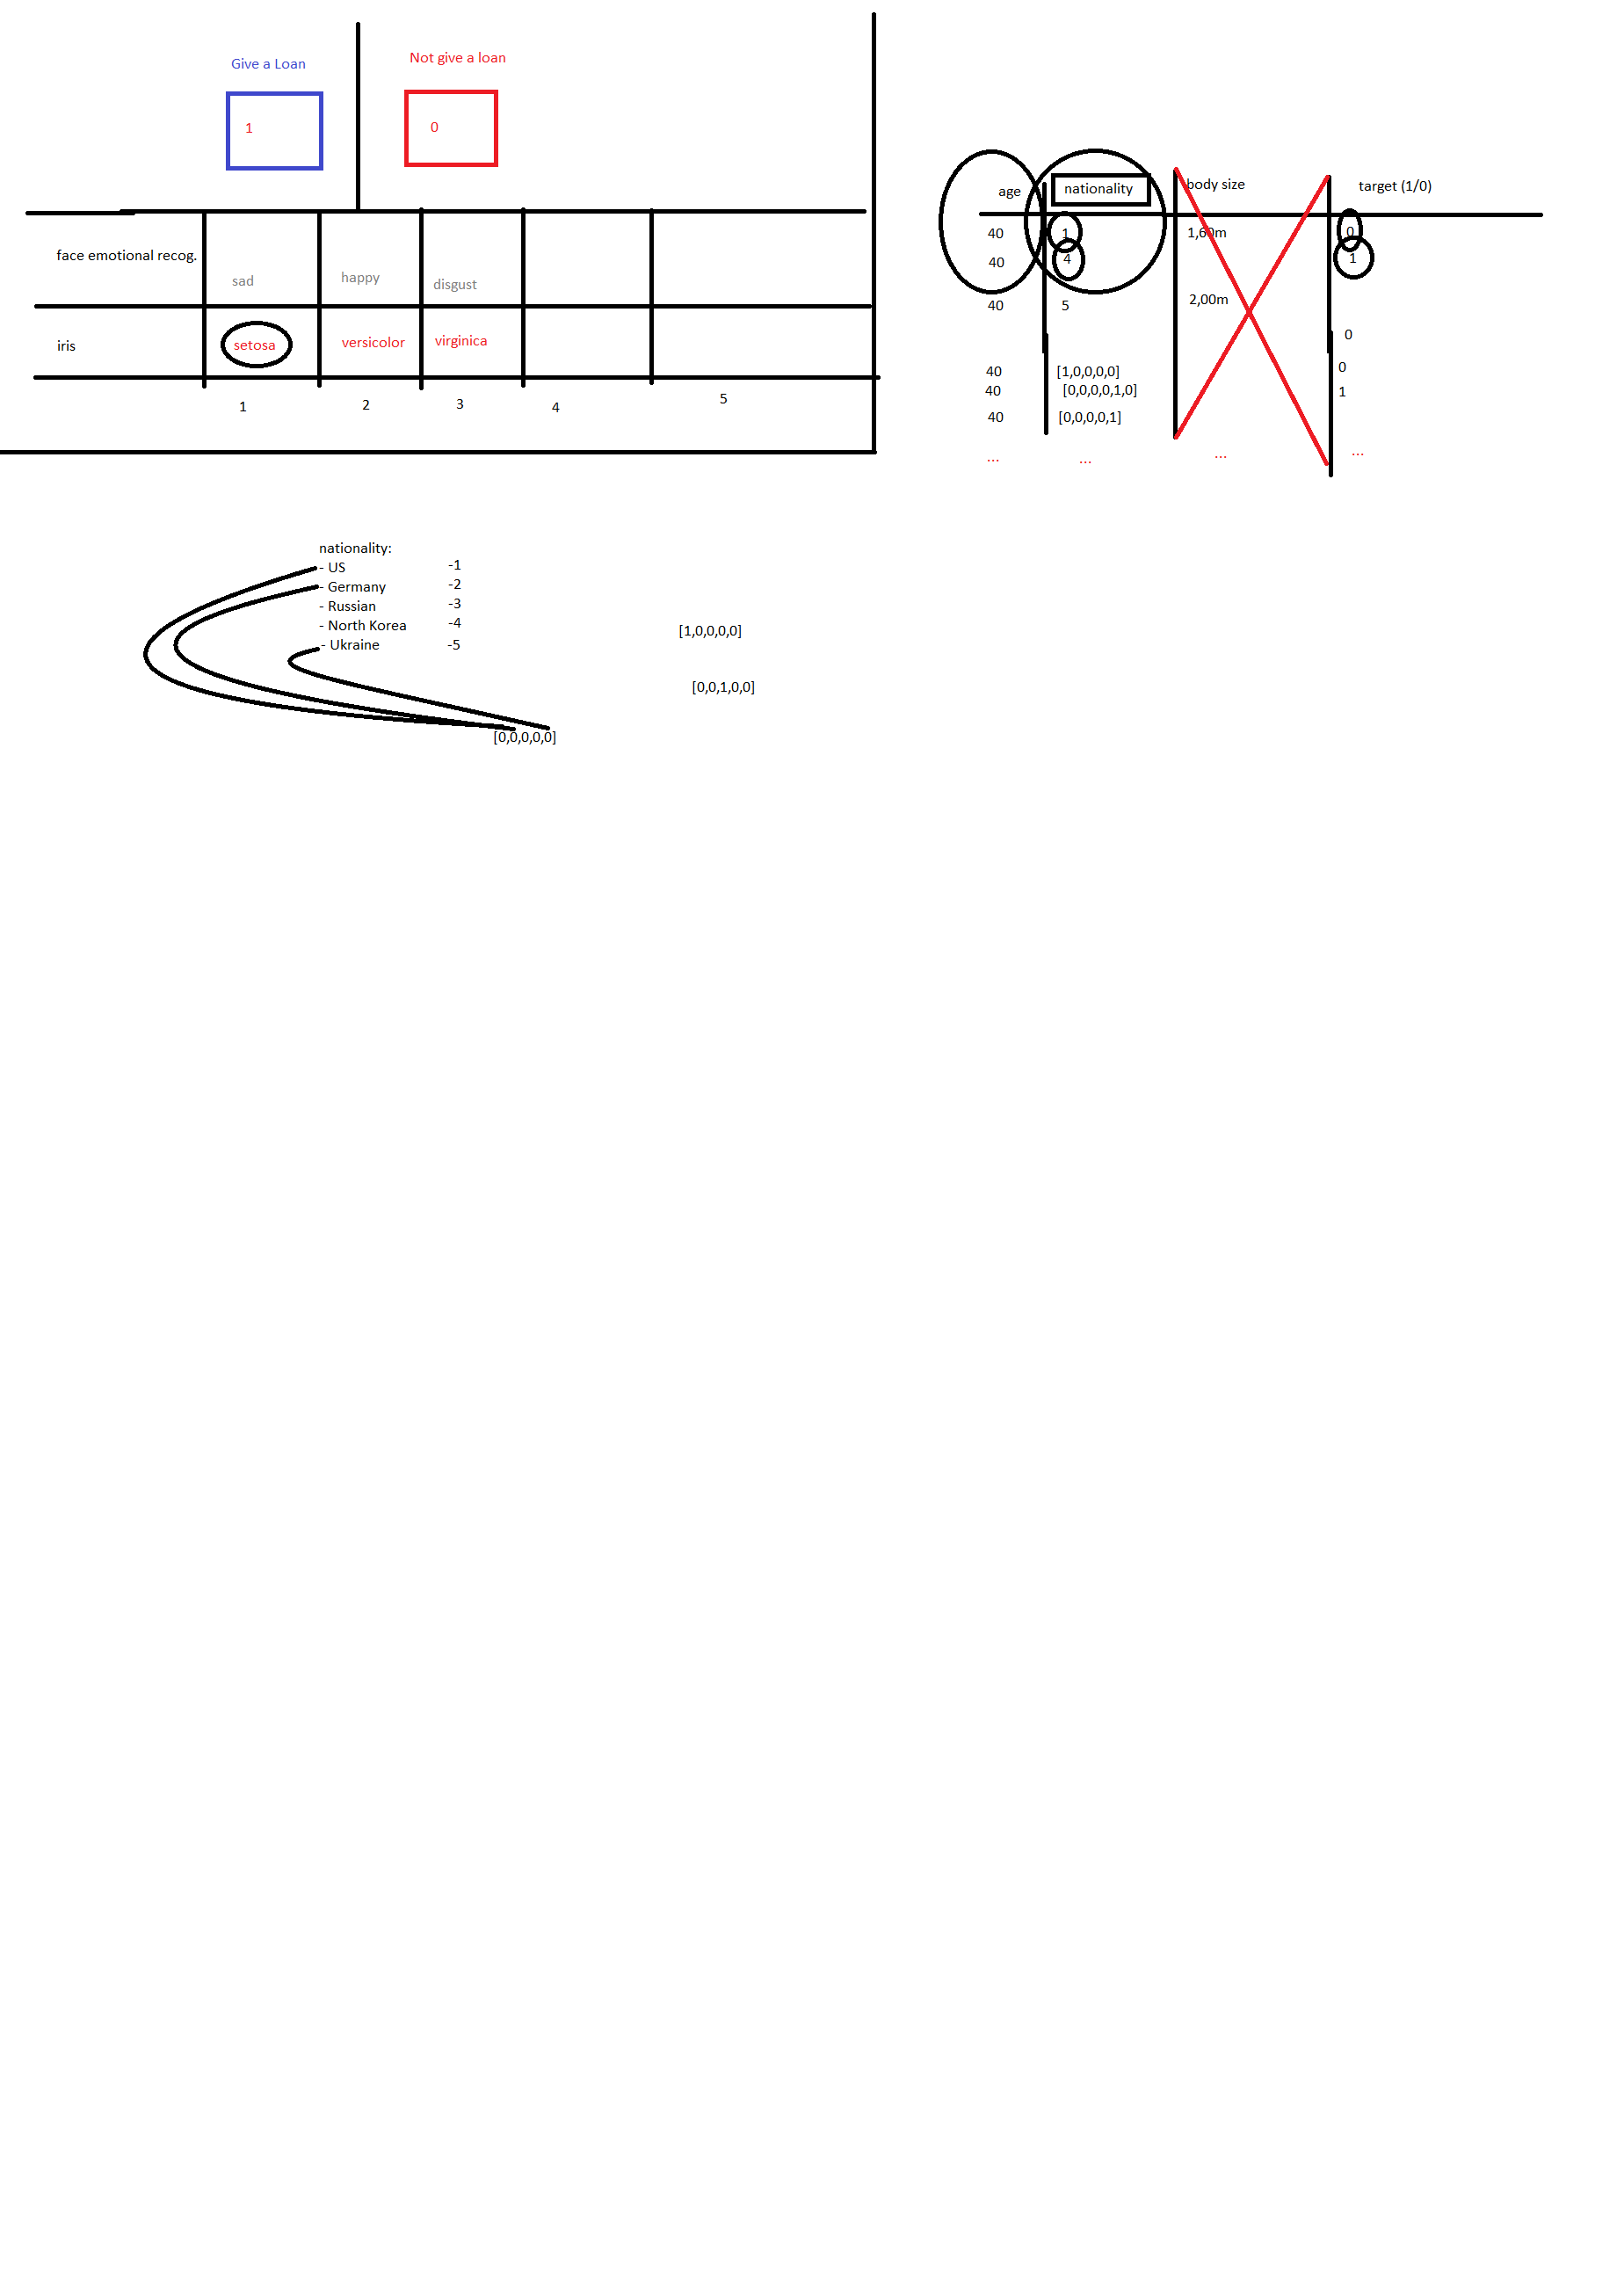 Give a Loan
Not give a loan
1
0
face emotional recog.
sad
happy
disgust
iris
setosa
versicolor
virginica
1
2
3
4
5
age
nationality
body size
target (1/0)
40
1
1,60m
0
40
4
1
40
5
2,00m
0
40
[1,0,0,0,0]
0
40
[0,0,0,0,1,0]
1
40
[0,0,0,0,1]
...
...
...
...
nationality:
- US -1
- Germany -2
- Russian -3
- North Korea -4
- Ukraine -5
[1,0,0,0,0]
[0,0,1,0,0]
[0,0,0,0,0]